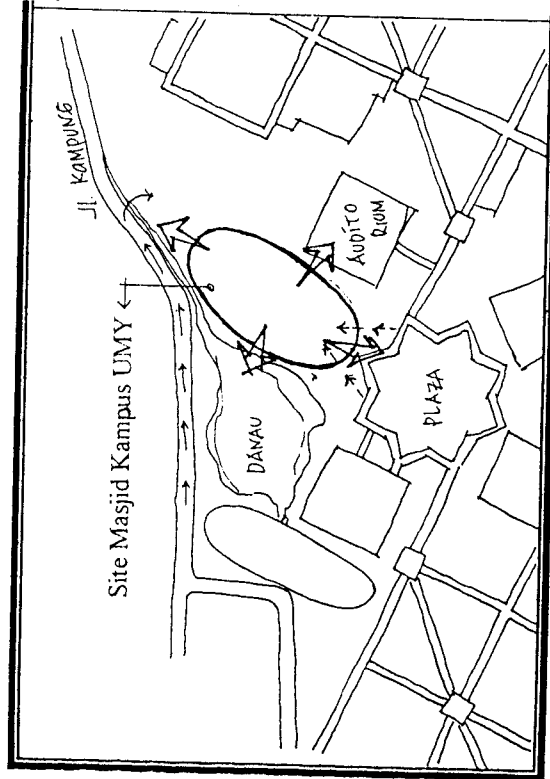 Jl. KAMPUNG
Site Masjid Kampus UMY
DANAU
AUDITO
RIUM
PLAZA